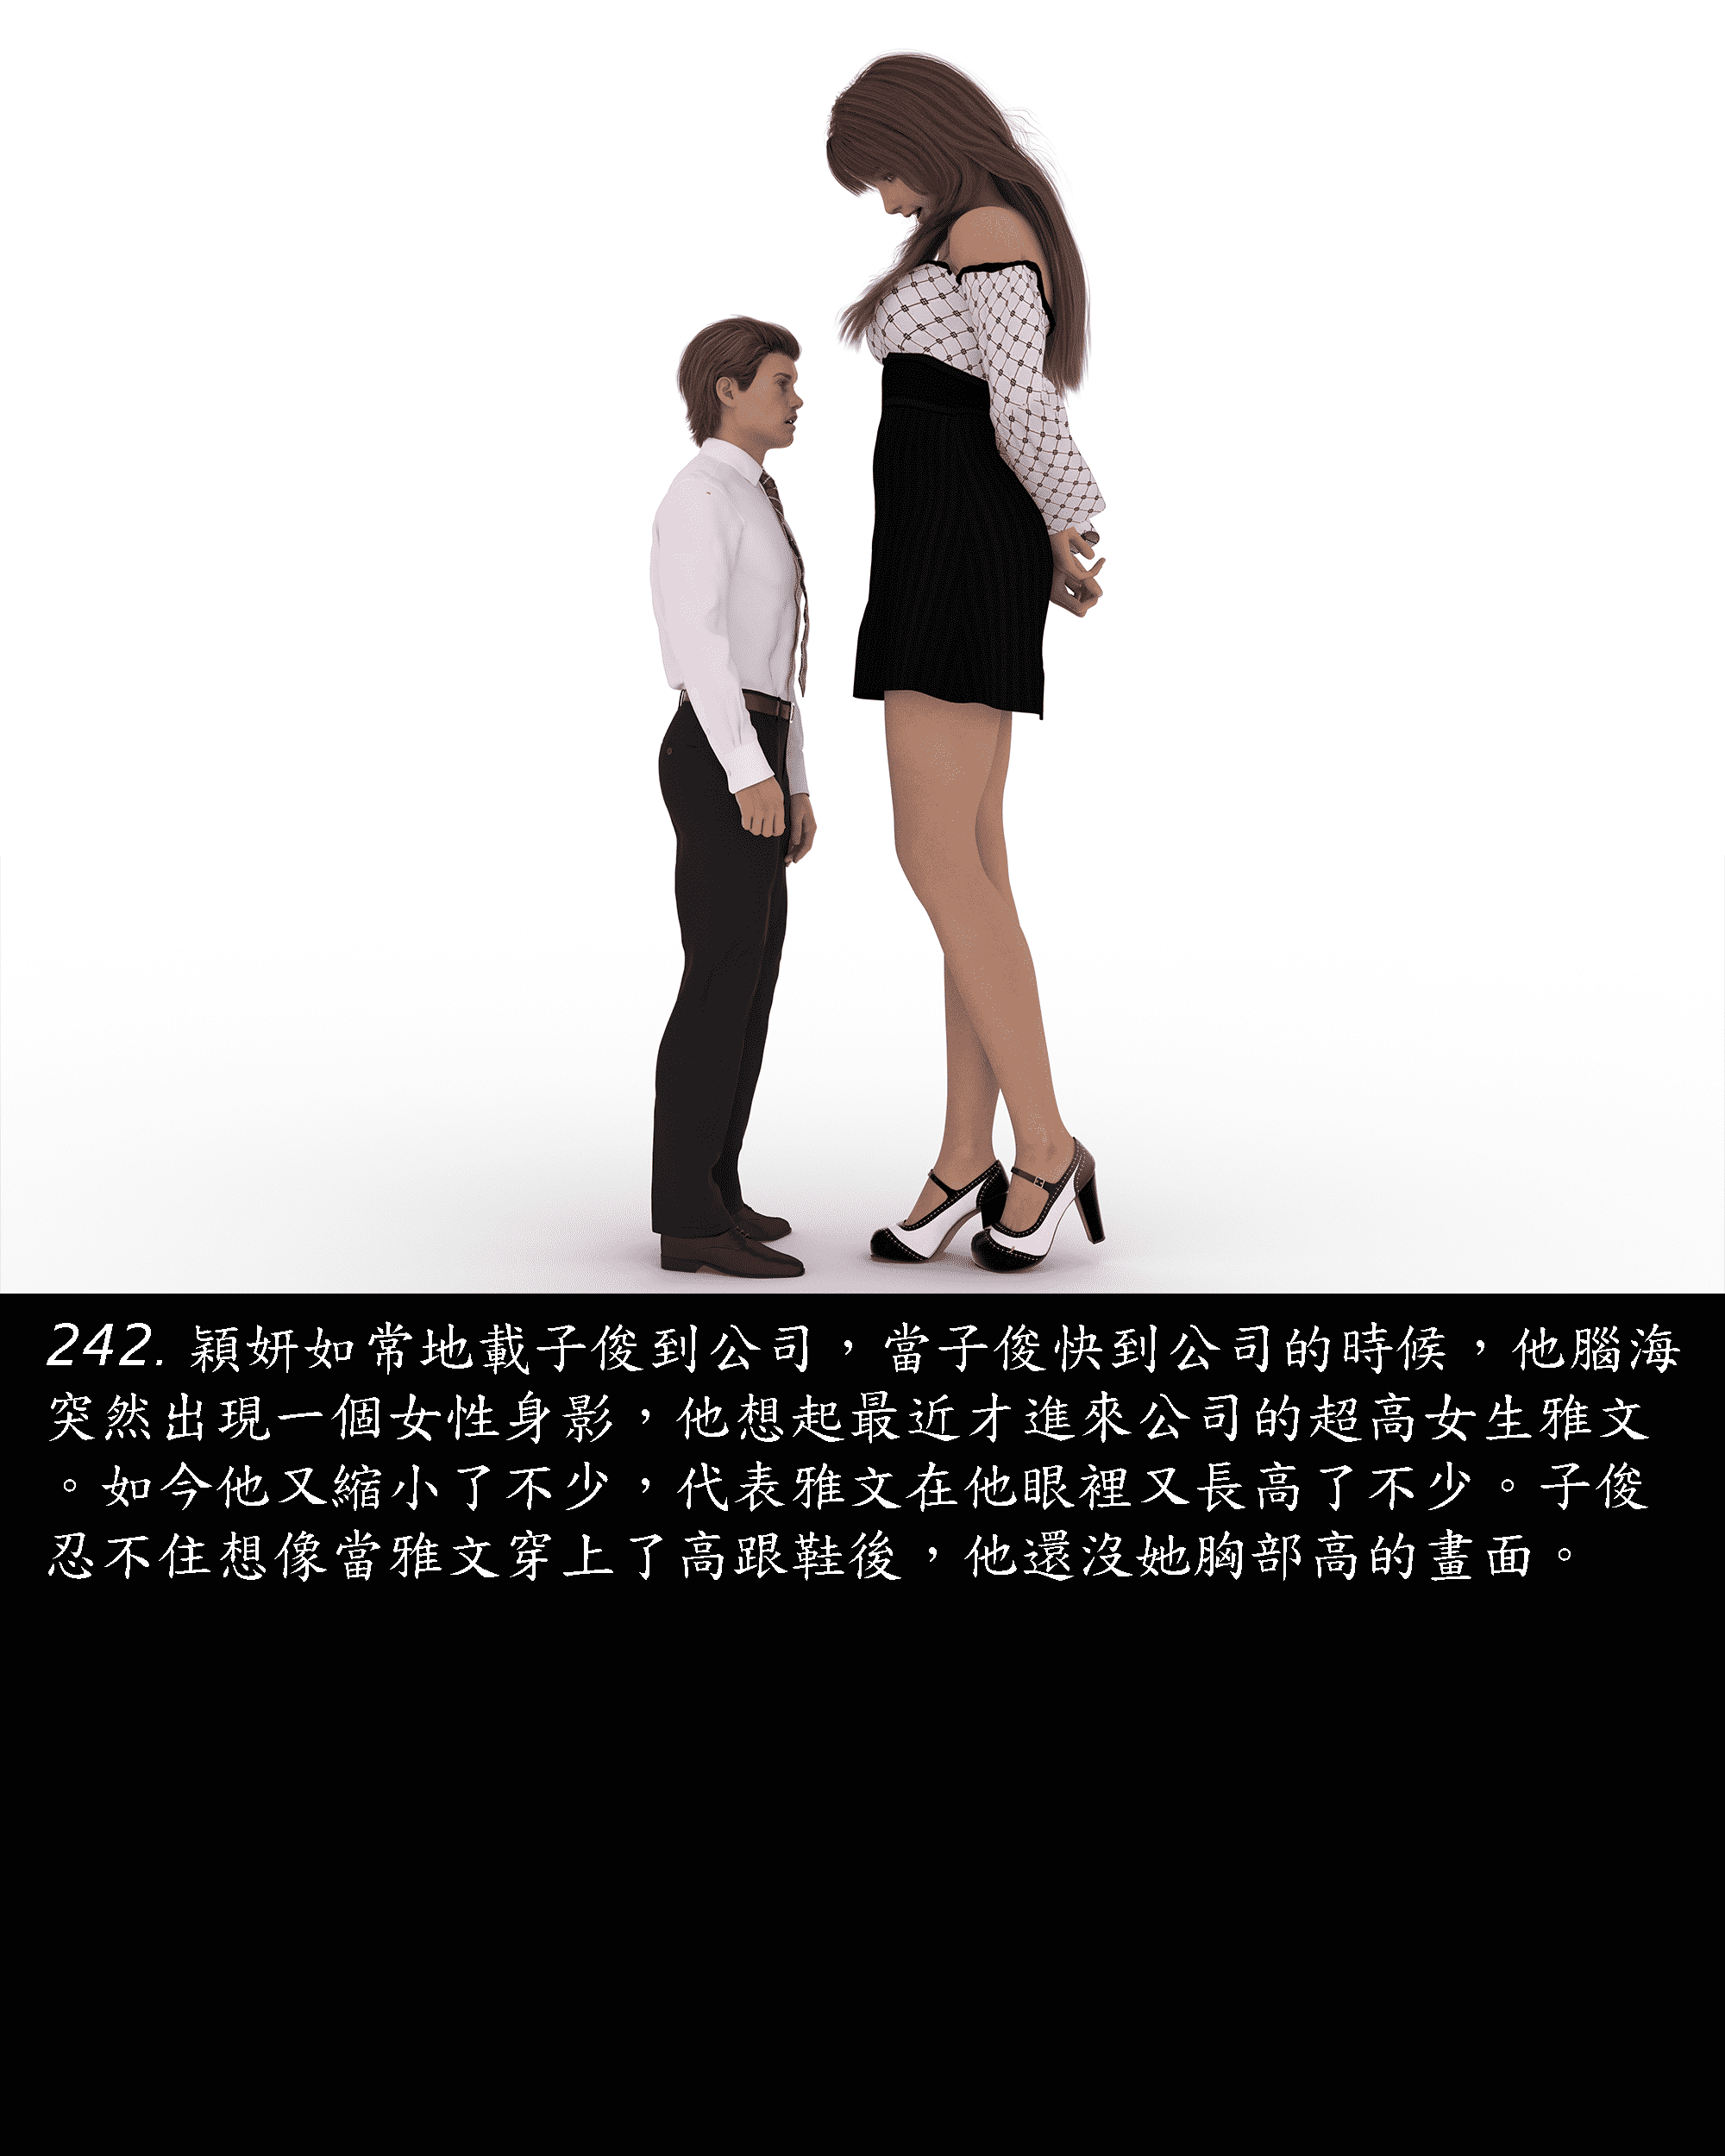 242. 穎妍如常地載子俊到公司，當子俊快到公司的時候，他腦海
突然出現一個女性身影，他想起最近才進來公司的超高女生雅文
。如今他又縮小了不少，代表雅文在他眼裡又長高了不少。子俊
忍不住想像當雅文穿上了高跟鞋後，他還沒她胸部高的畫面。